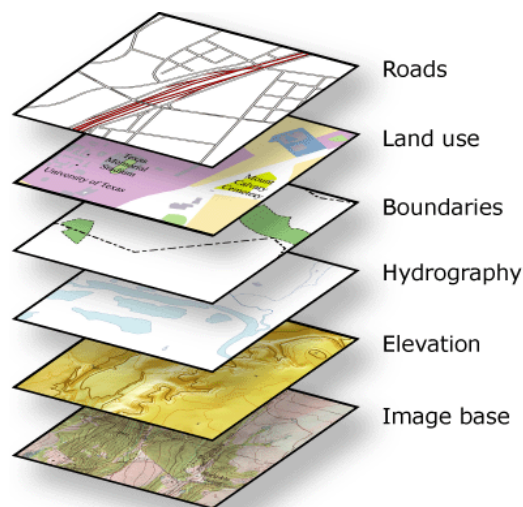 Roads
Land use
Texas
Memorial
Stadium
University of Texas
Mount
Calvary
Cemetery
Boundaries
Hydrography
Elevation
Image base